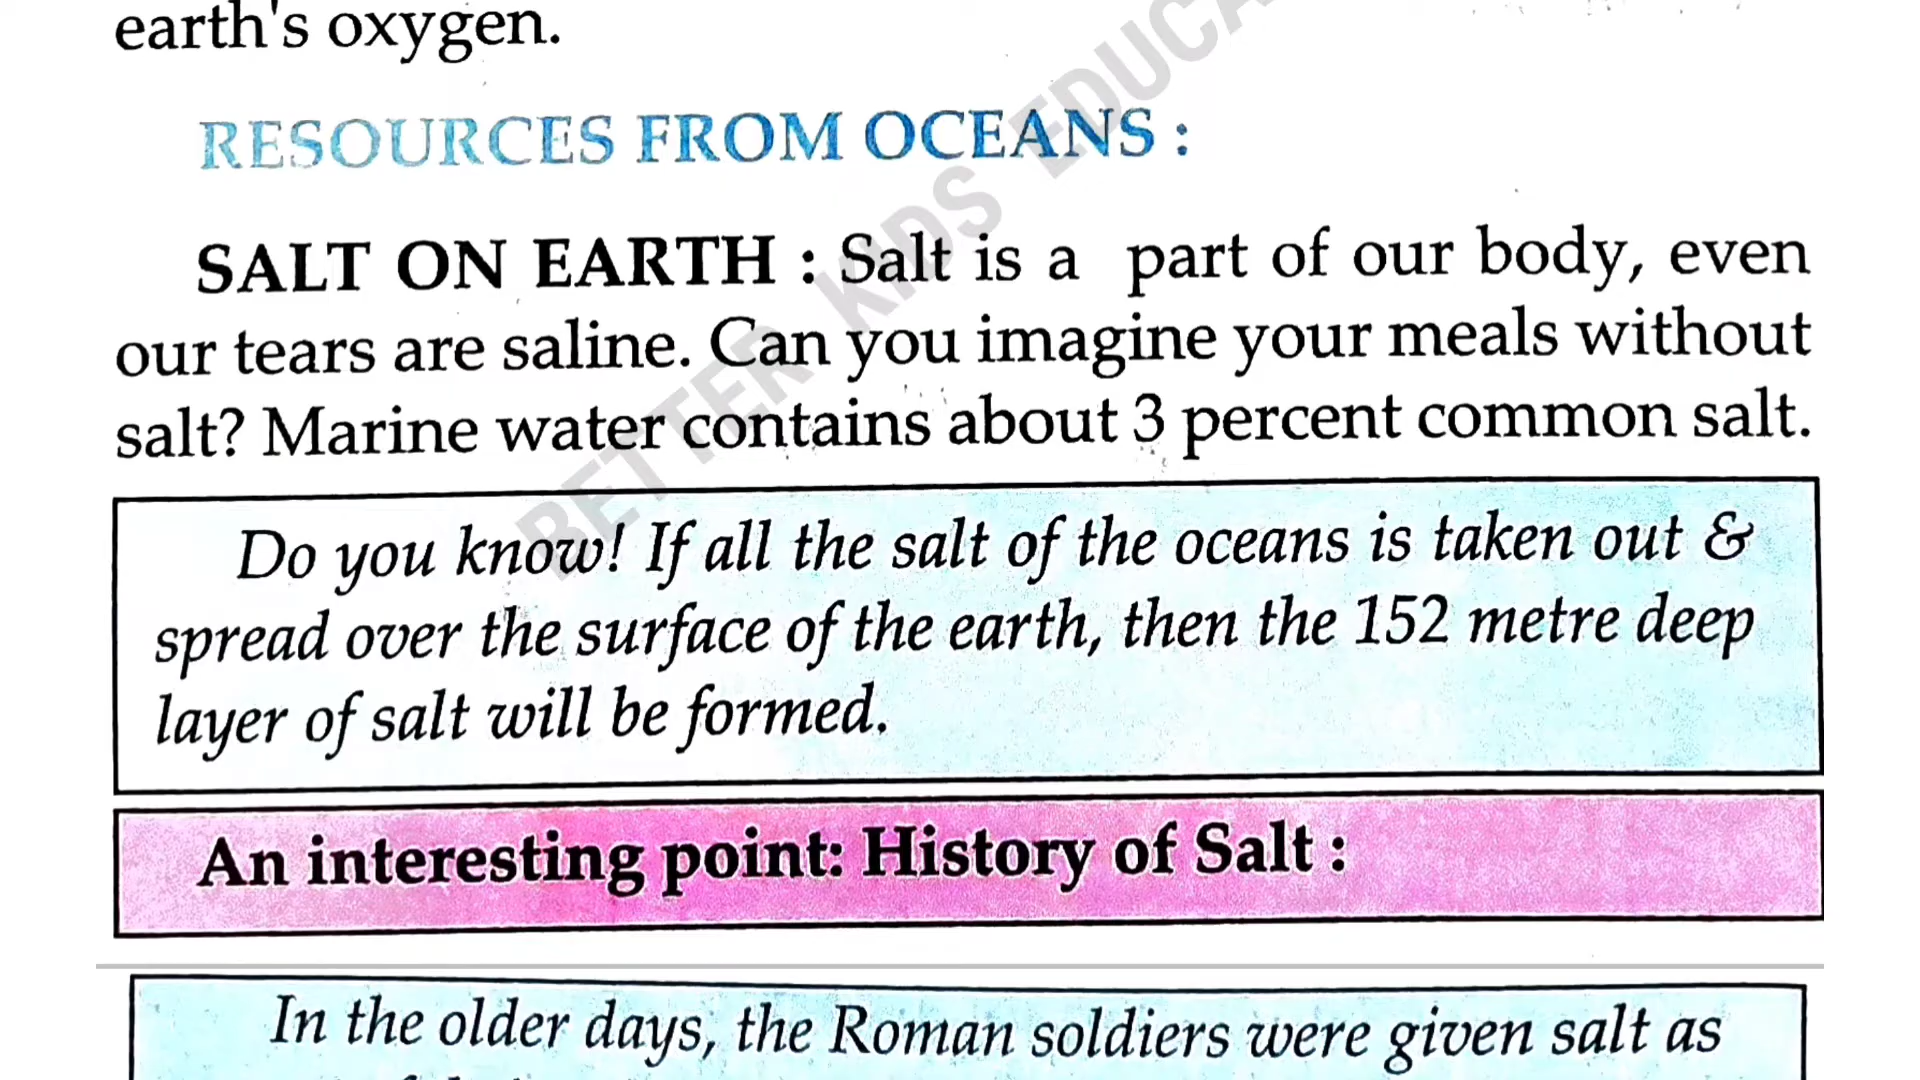 earth's oxygen.
RESOURCES FROM OCEANS :
SALT ON EARTH : Salt is a part of our body, even
our tears are saline. Can you imagine your meals without
salt? Marine water contains about 3 percent common salt.
Do you know! If all the salt of the oceans is taken out &
spread over the surface of the earth, then the 152 metre deep
layer of salt will be formed.
An interesting point: History of Salt :
In the older days, the Roman soldiers were given salt as
BETTER KIDS